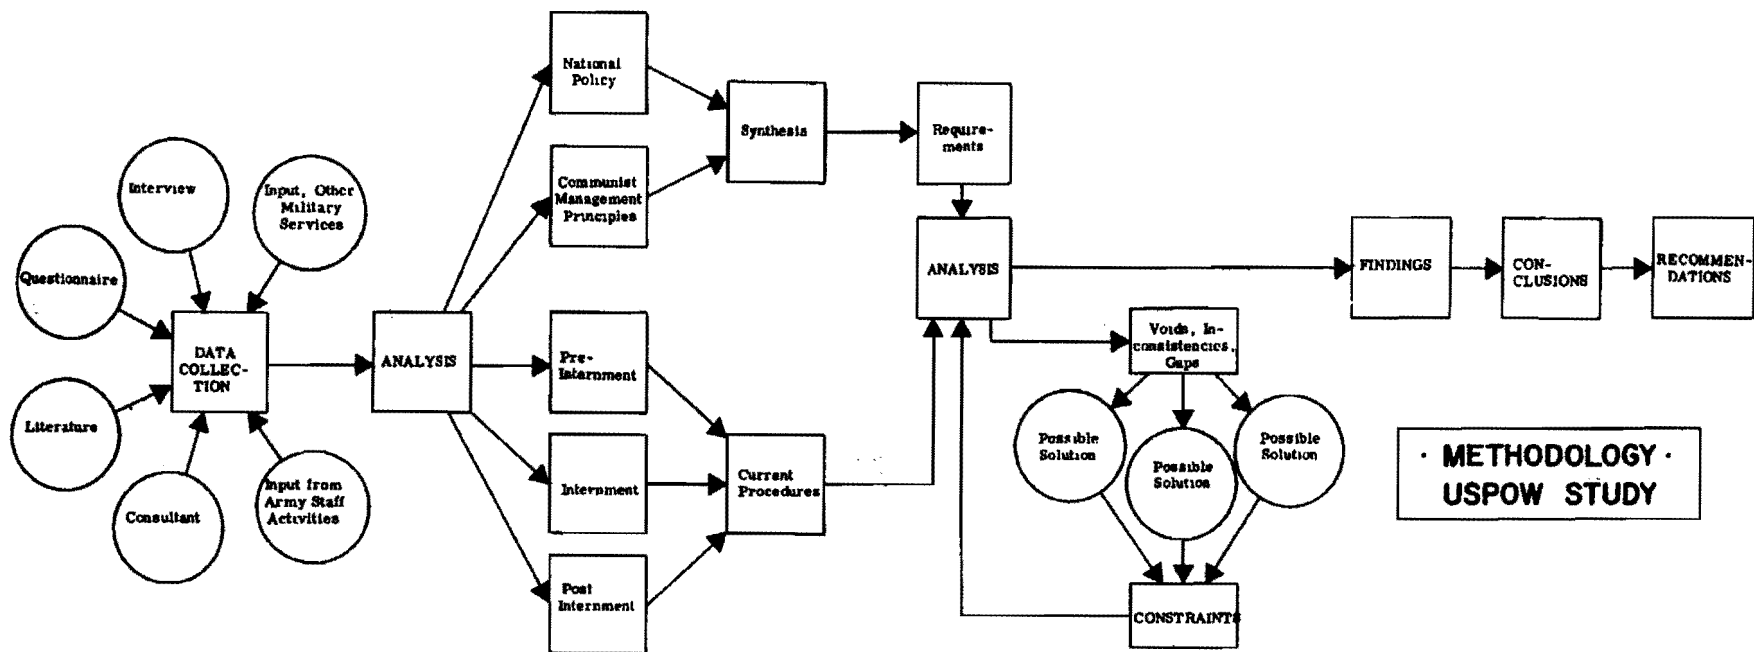 National
Policy
Synthesis
Require-
ments
Interview
Input, Other
Military
Services
Communist
Management
Principles
Questionnaire
ANALYSIS
FINDINGS
CON-
CLUSIONS
RECOMMEN-
DATIONS
DATA
COLLEC-
TION
ANALYSIS
Pre-
Internment
Voids, In-
consistencies,
Gaps
Literature
Possible
Solution
Possible
Solution
Possible
Solution
Consultant
Input from
Army Staff
Activities
Internment
Current
Procedures
Post
Internment
CONSTRAINTS
· METHODOLOGY ·
USPOW STUDY